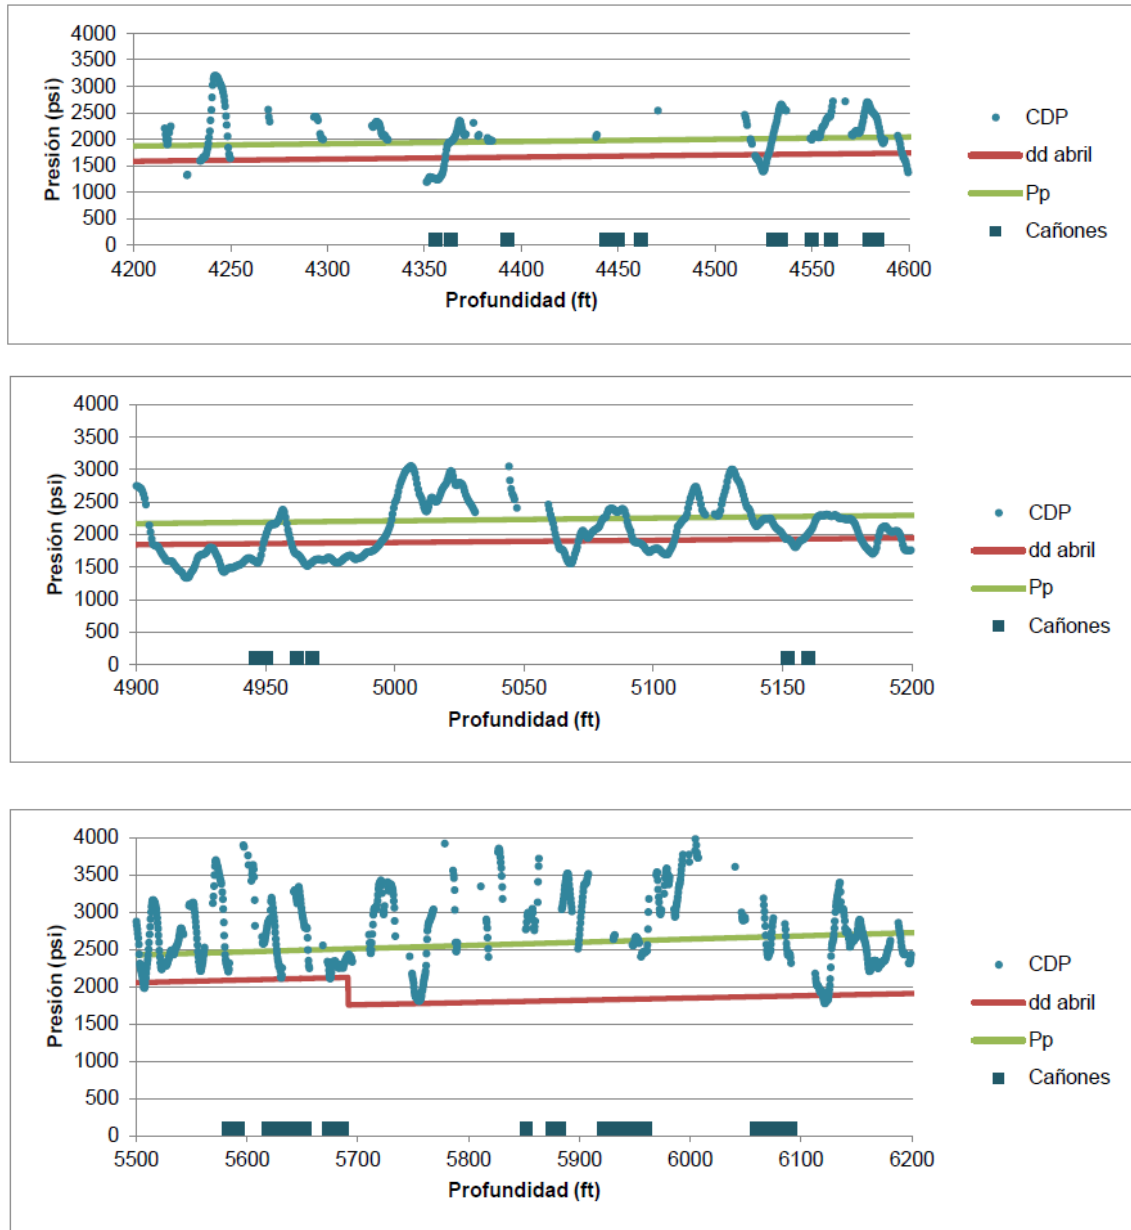 4000
3500
3000
2500
2000
1500
1000
500
0
Presión (psi)
4200 4250 4300 4350 4400 4450 4500 4550 4600
Profundidad (ft)
CDP
dd abril
Pp
Cañones
4000
3500
3000
2500
2000
1500
1000
500
0
Presión (psi)
4900 4950 5000 5050 5100 5150 5200
Profundidad (ft)
CDP
dd abril
Pp
Cañones
4000
3500
3000
2500
2000
1500
1000
500
0
Presión (psi)
5500 5600 5700 5800 5900 6000 6100 6200
Profundidad (ft)
CDP
dd abril
Pp
Cañones